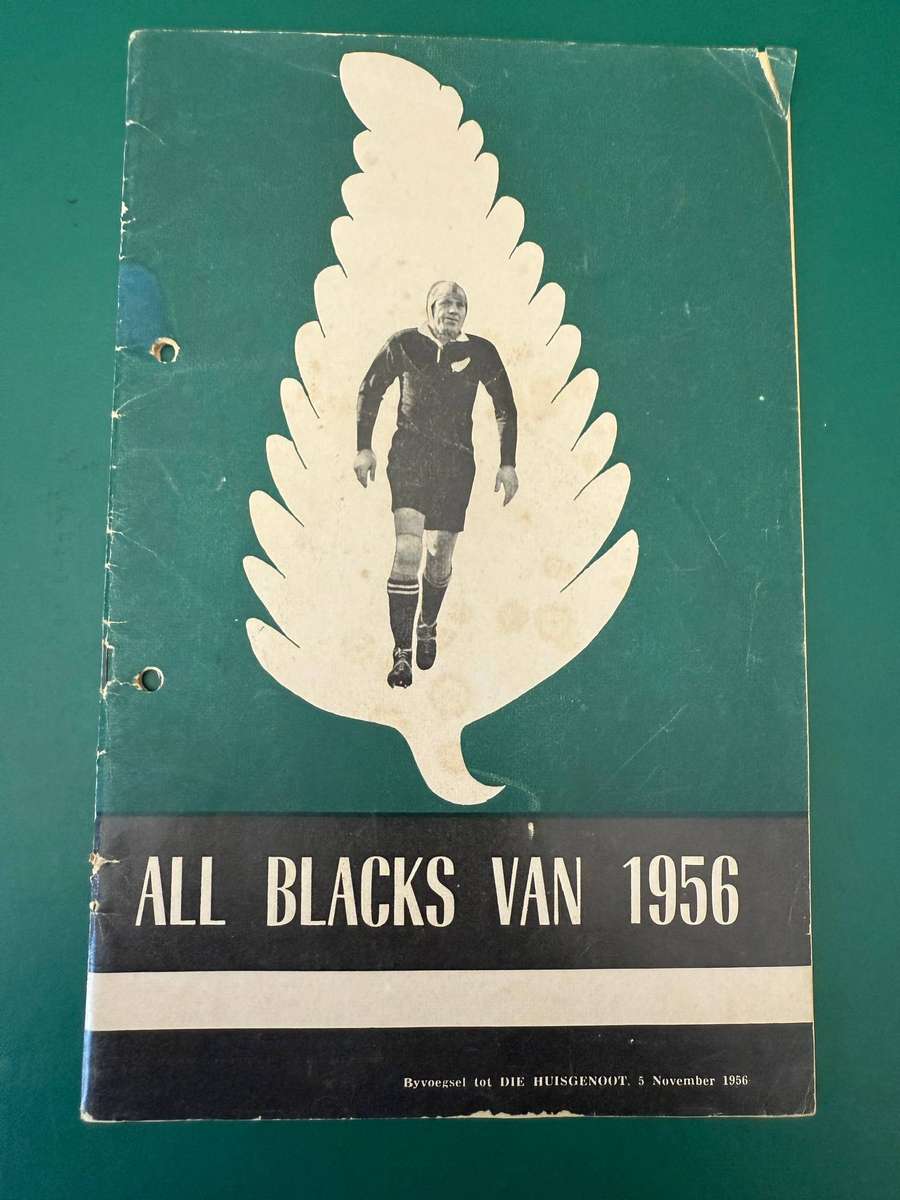 ALL BLACKS VAN 1956
Byvoegsel tot DIE HUISGENOOT, 5 November 1956